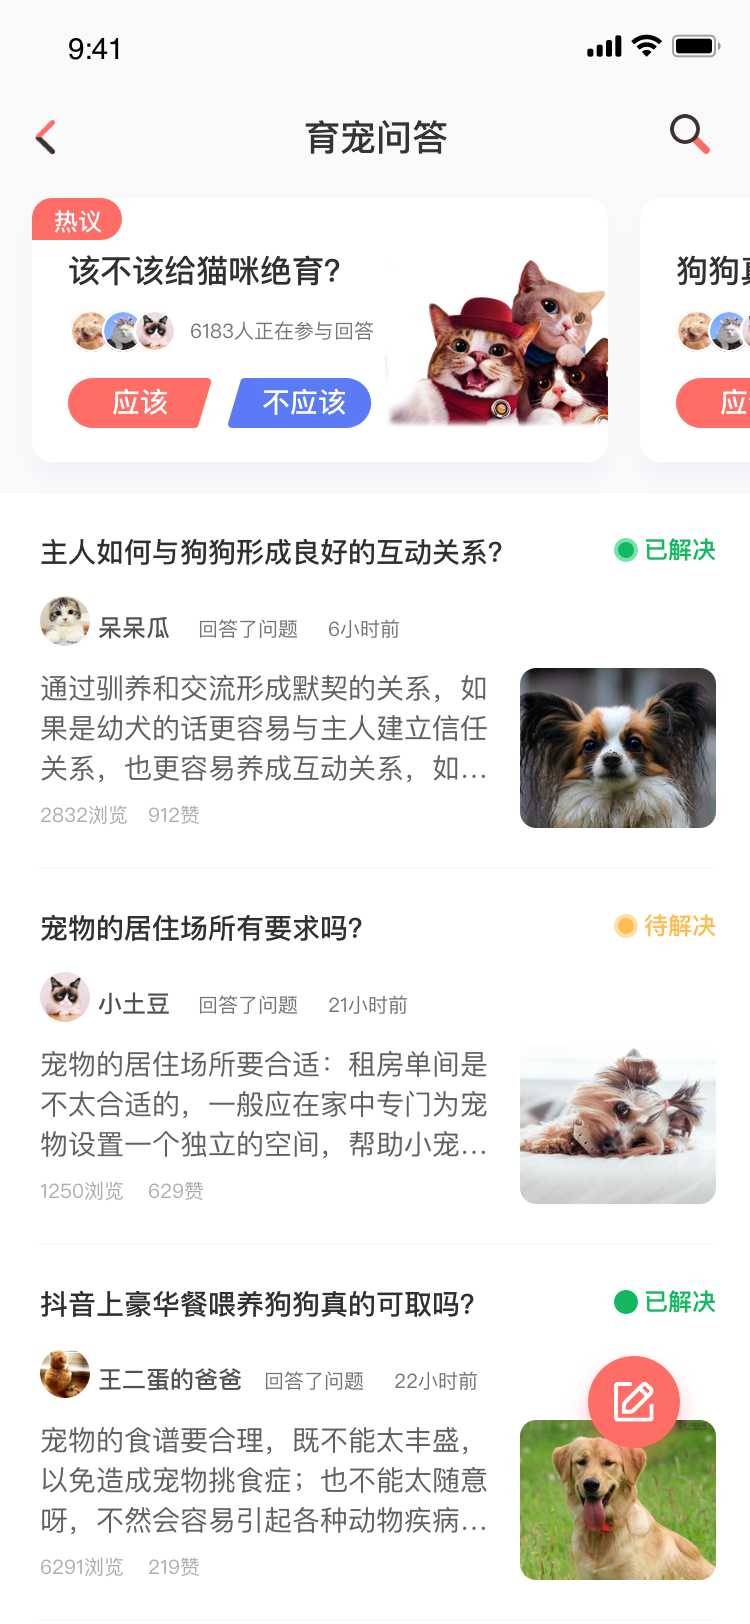 9:41
育宠问答
热议
该不该给猫咪绝育?
6183人正在参与回答
应该
不应该
狗狗
应
主人如何与狗狗形成良好的互动关系?
已解决
呆呆瓜 回答了问题 6小时前
通过驯养和交流形成默契的关系，如
果是幼犬的话更容易与主人建立信任
关系，也更容易养成互动关系，如...
2832浏览 912赞
宠物的居住场所有要求吗?
待解决
小土豆 回答了问题 21小时前
宠物的居住场所要合适：租房单间是
不太合适的，一般应在家中专门为宠
物设置一个独立的空间，帮助小宠...
1250浏览 629赞
抖音上豪华餐喂养狗狗真的可取吗?
已解决
王二蛋的爸爸 回答了问题 22小时前
宠物的食谱要合理，既不能太丰盛，
以免造成宠物挑食症；也不能太随意
呀，不然会容易引起各种动物疾病...
6291浏览 219赞